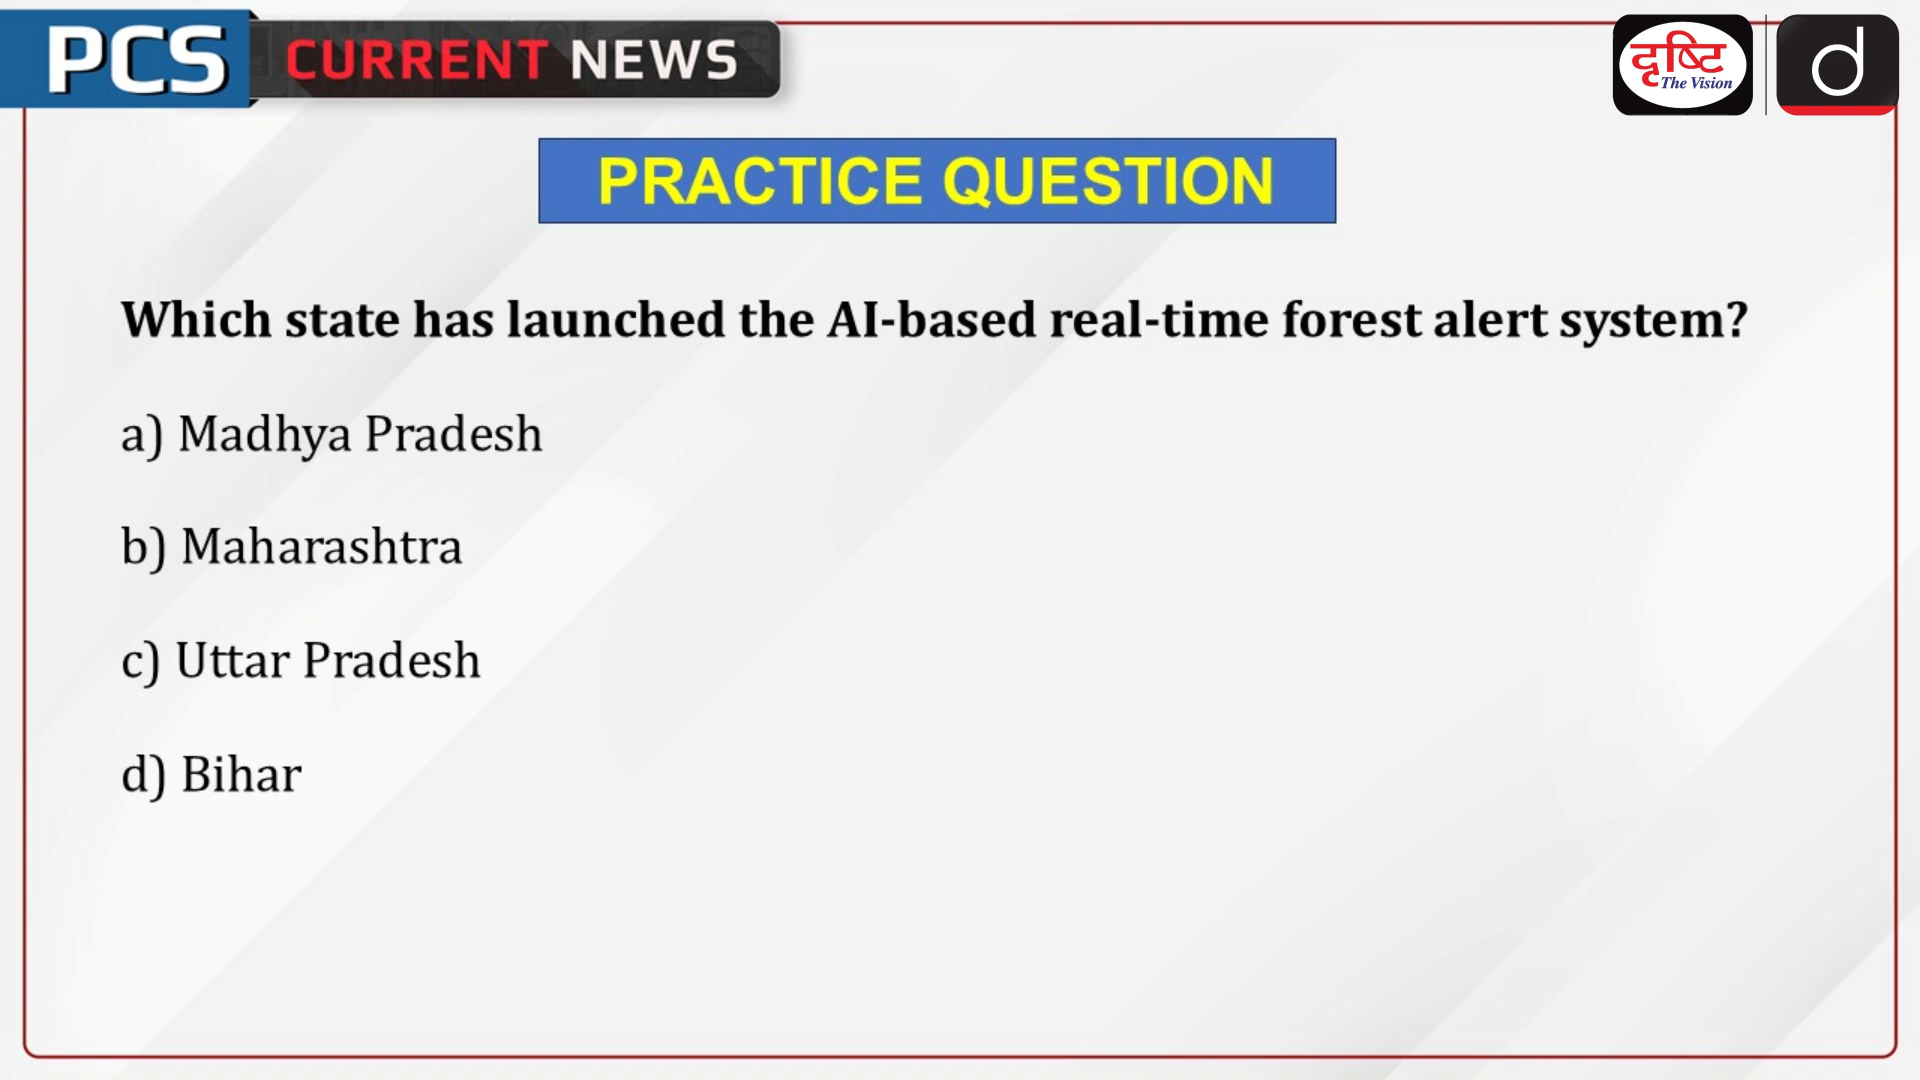 PCS CURRENT NEWS
दृष्टि
The Vision
d
PRACTICE QUESTION
Which state has launched the AI-based real-time forest alert system?
a) Madhya Pradesh
b) Maharashtra
c) Uttar Pradesh
d) Bihar